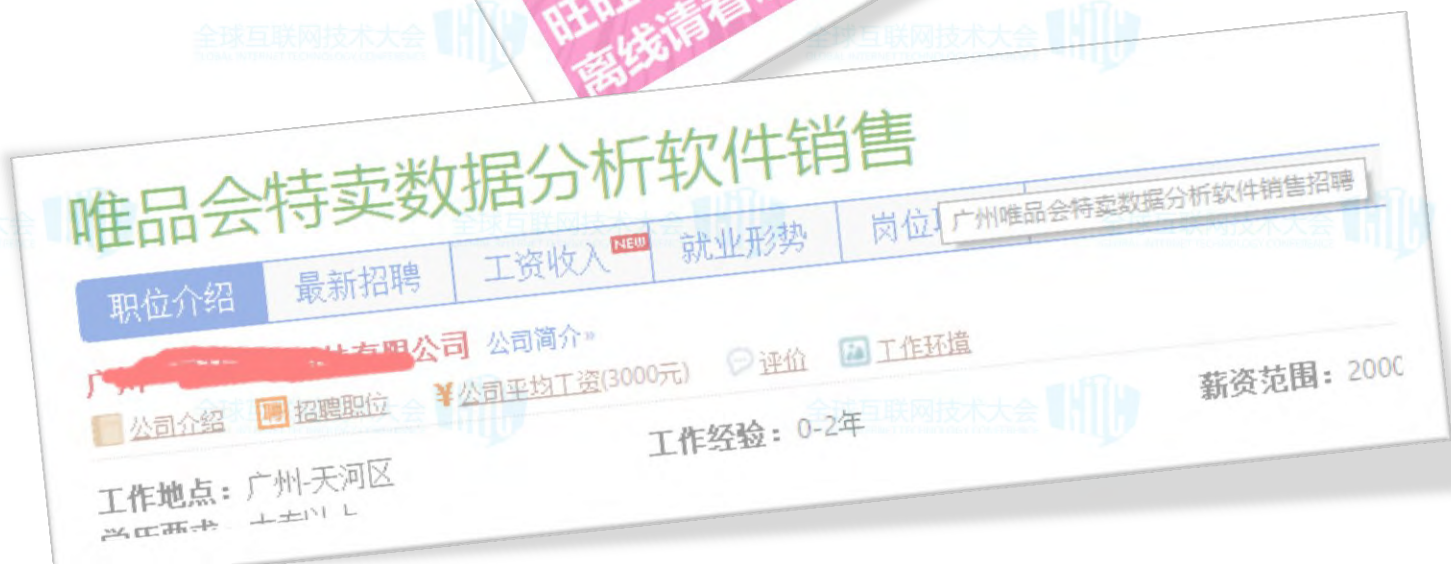 旺旺
离线请看
全球互联网技术大会
唯品会特卖数据分析软件销售
广州唯品会特卖数据分析软件销售招聘
职位介绍
最新招聘
工资收入 NEW
就业形势
岗位
有限公司 公司简介»
公司介绍 招聘职位 ¥公司平均工资(3000元) 评价 工作环境
工作地点:广州-天河区 工作经验:0-2年 薪资范围:2000